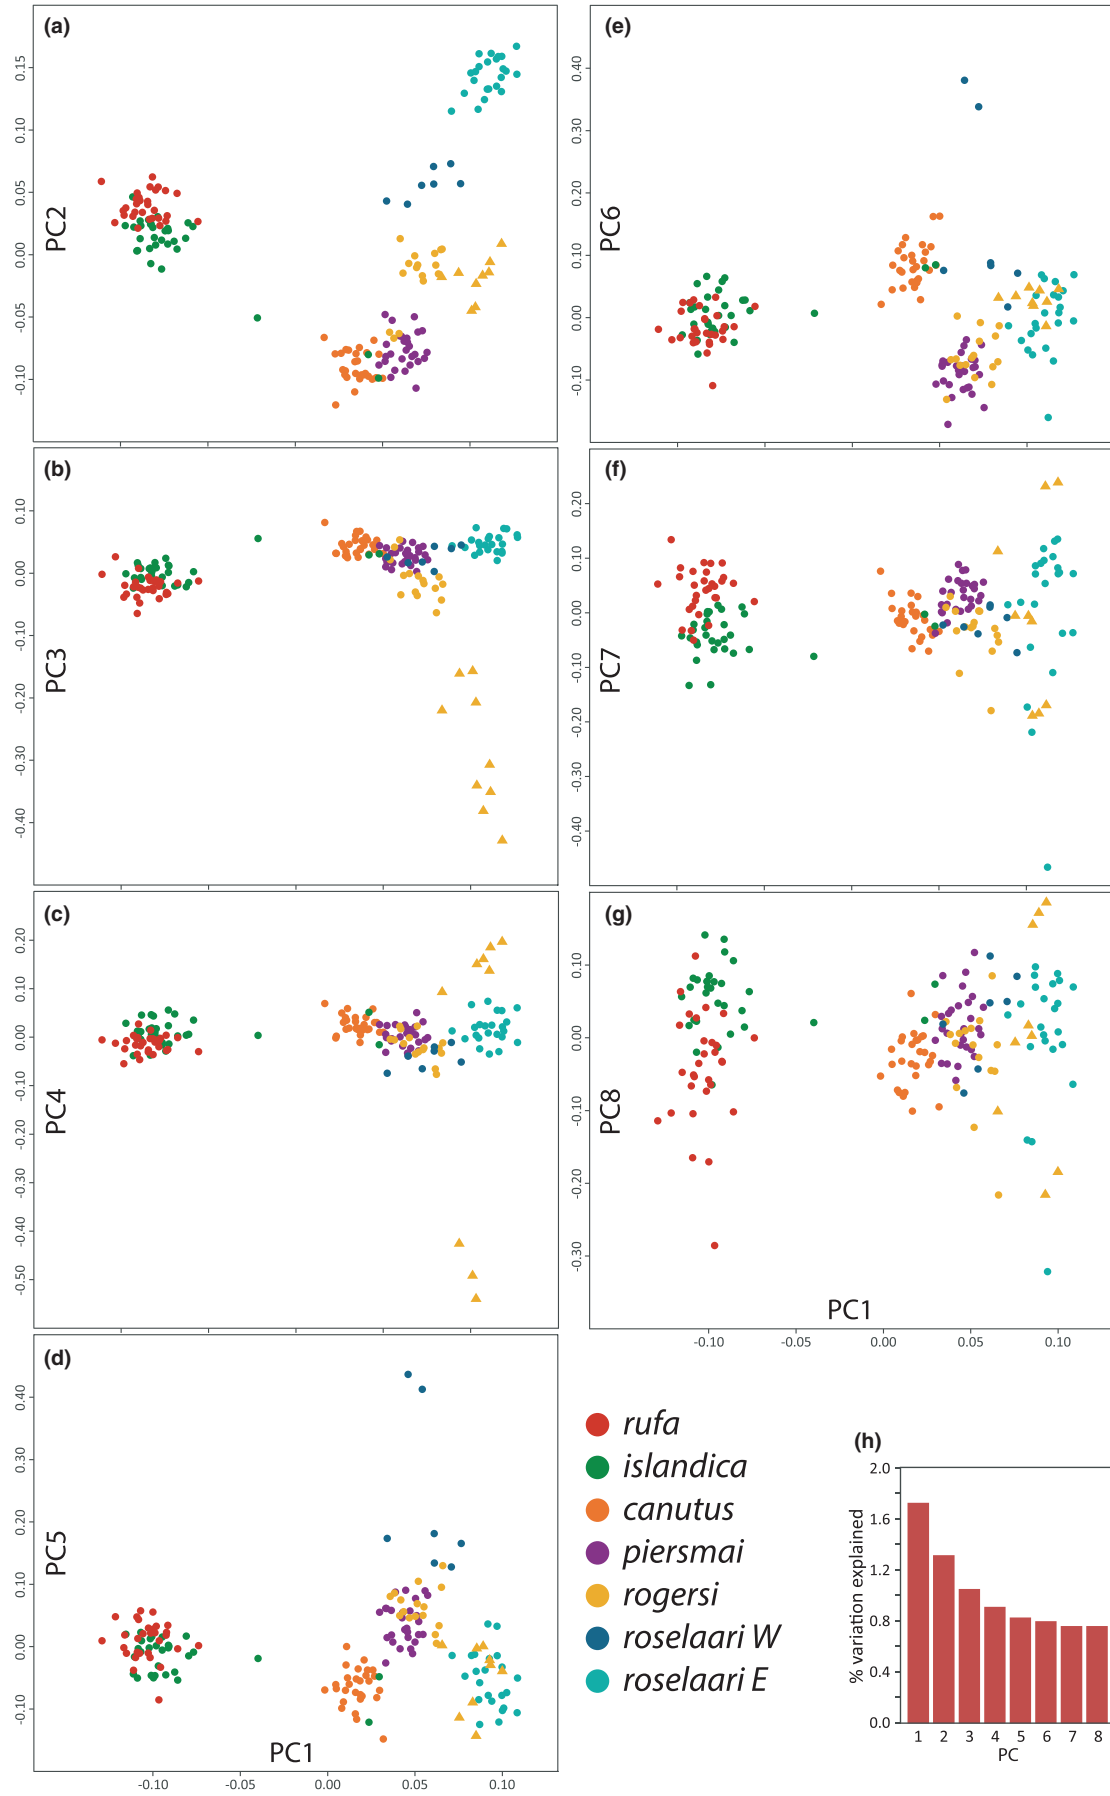 (a)
PC2
0.15
0.10
0.05
0.00
-0.05
-0.10
(b)
PC3
0.10
0.00
-0.10
-0.20
-0.30
-0.40
(c)
PC4
0.20
0.10
0.00
-0.10
-0.20
-0.30
-0.40
-0.50
(d)
PC5
0.40
0.30
0.20
0.10
0.00
-0.10
PC1
-0.10 -0.05 0.00 0.05 0.10
(e)
PC6
0.40
0.30
0.20
0.10
0.00
-0.10
(f)
PC7
0.20
0.10
0.00
-0.10
-0.20
-0.30
-0.40
(g)
PC8
0.10
0.00
-0.10
-0.20
-0.30
PC1
-0.10 -0.05 0.00 0.05 0.10
rufa
islandica
canutus
piersmai
rogersi
roselaari W
roselaari E
(h)
% variation explained
2.0
1.6
1.2
0.8
0.4
0.0
1 2 3 4 5 6 7 8
PC